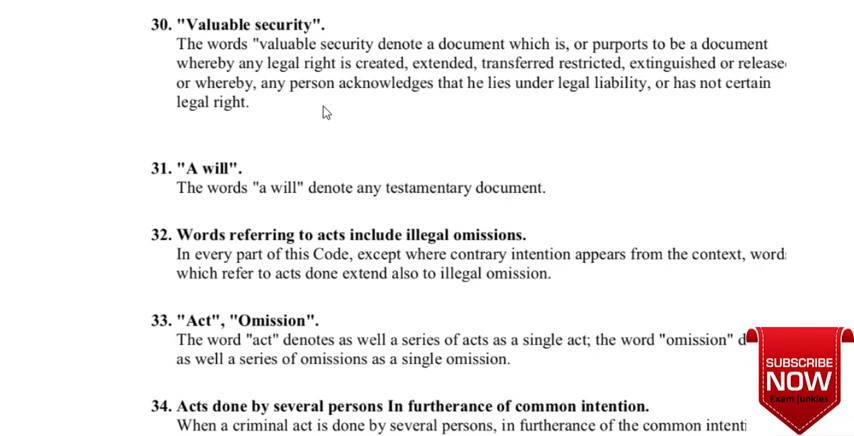 30. "Valuable security".
The words "valuable security denote a document which is, or purports to be a document
whereby any legal right is created, extended, transferred restricted, extinguished or release
or whereby, any person acknowledges that he lies under legal liability, or has not certain
legal right.
31. "A will".
The words "a will" denote any testamentary document.
32. Words referring to acts include illegal omissions.
In every part of this Code, except where contrary intention appears from the context, word
which refer to acts done extend also to illegal omission.
33. "Act", "Omission".
The word "act" denotes as well a series of acts as a single act; the word "omission" d
as well a series of omissions as a single omission.
34. Acts done by several persons In furtherance of common intention.
When a criminal act is done by several persons, in furtherance of the common intenti
SUBSCRIBE
NOW
Exam Junkies